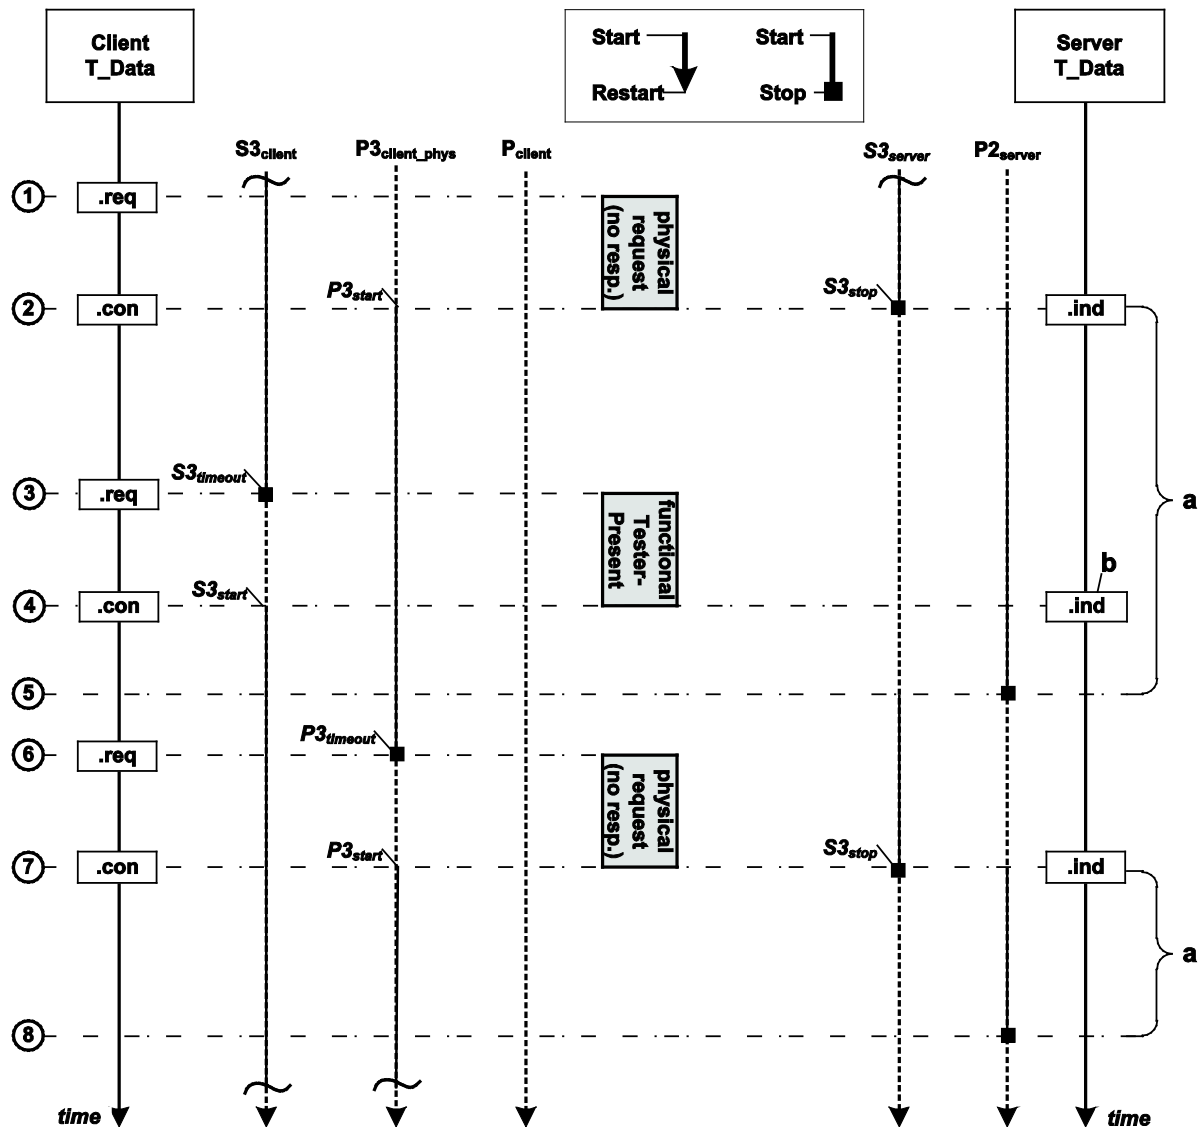 Client
T_Data
Start
Restart
Start
Stop
Server
T_Data
S3client
P3client_phys
Pclient
S3server
P2server
1
.req
physical
request
(no resp.)
2
.con
P3start
S3stop
.ind
3
.req
S3timeout
functional
Tester-
Present
a
4
.con
S3start
b
.ind
5
6
.req
P3timeout
physical
request
(no resp.)
7
.con
P3start
S3stop
.ind
a
8
time
time